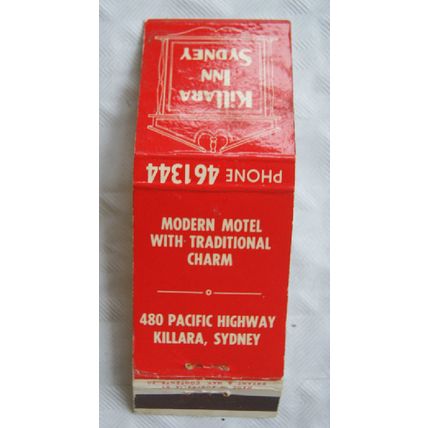 KILLARA
INN
SYDNEY
PHONE 461344
MODERN MOTEL
WITH TRADITIONAL
CHARM
480 PACIFIC HIGHWAY
KILLARA, SYDNEY